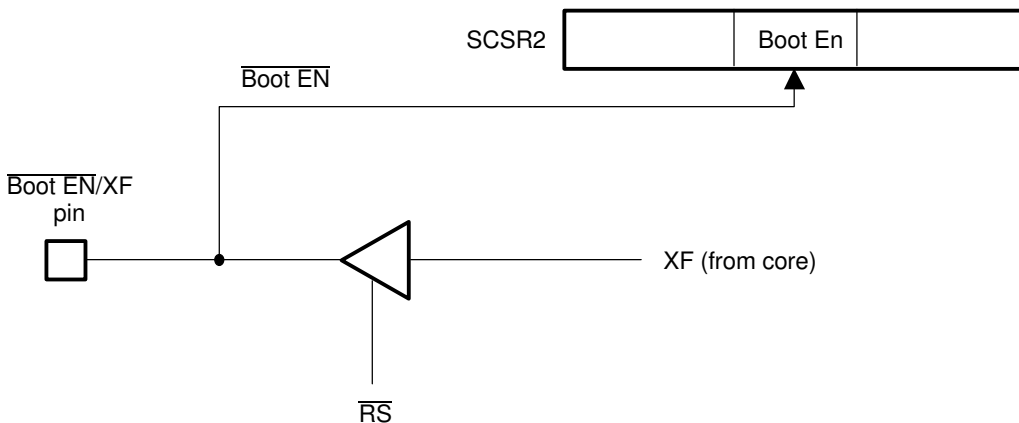 SCSR2
Boot En
Boot EN
Boot EN/XF
pin
XF (from core)
RS